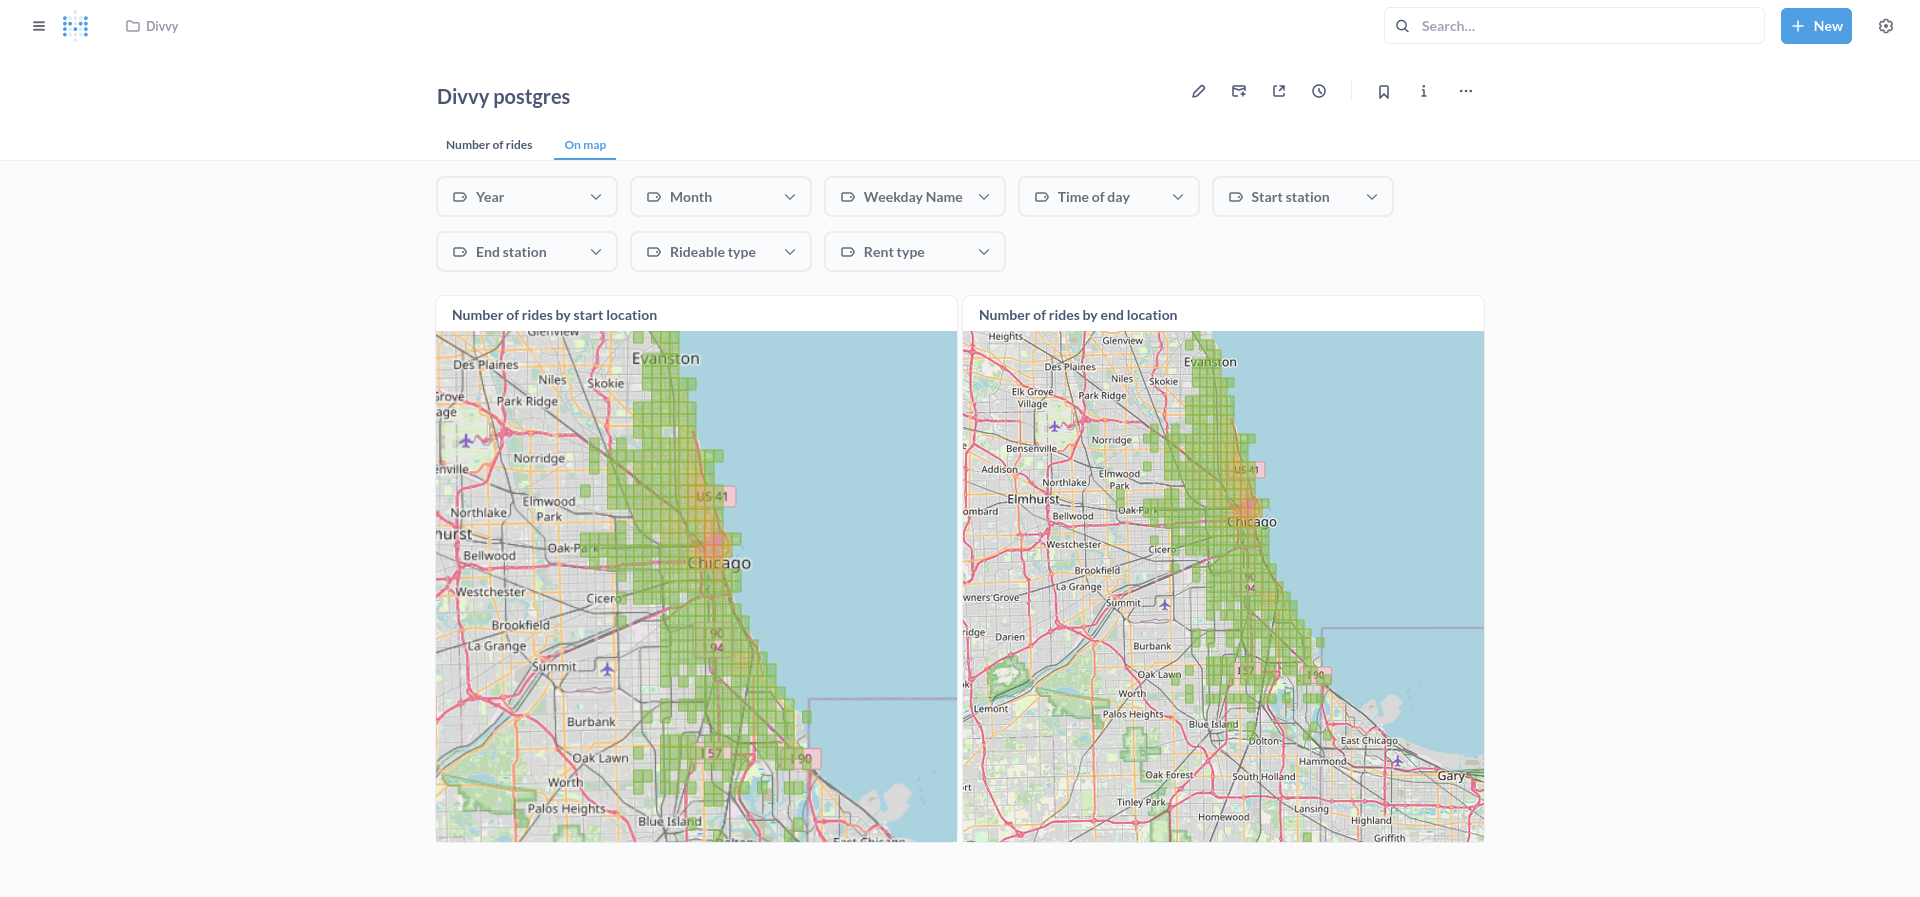 Divvy
Search...
New
Divvy postgres
Number of rides
On map
Year
Month
Weekday Name
Time of day
Start station
End station
Rideable type
Rent type
Number of rides by start location
Glenview
Evanston
Des Plaines
Niles
Skokie
Park Ridge
Grove
age
Norridge
enville
US 41
Elmwood
Park
Northlake
hurst
Oak Park
Bellwood
Chicago
Westchester
Cicero
Brookfield
90
94
La Grange
Summit
Burbank
I 57
I 90
Oak Lawn
Worth
Palos Heights
Blue Island
Dolton
East Chicago
Number of rides by end location
Heights
Glenview
Evanston
Des Plaines
Niles
Skokie
Elk Grove
Village
Park Ridge
Norridge
Bensenville
US 41
Addison
Elmwood
Park
Northlake
Elmhurst
ombard
Bellwood
Oak Park
Chicago
Westchester
Cicero
Brookfield
90
94
La Grange
wners Grove
Summit
ridge
Darien
Burbank
I 57
I 90
Oak Lawn
Worth
Lemont
Palos Heights
Blue Island
Dolton
East Chicago
Hammond
Oak Forest
South Holland
Gary
ort
Tinley Park
Lansing
Homewood
Highland
Griffith